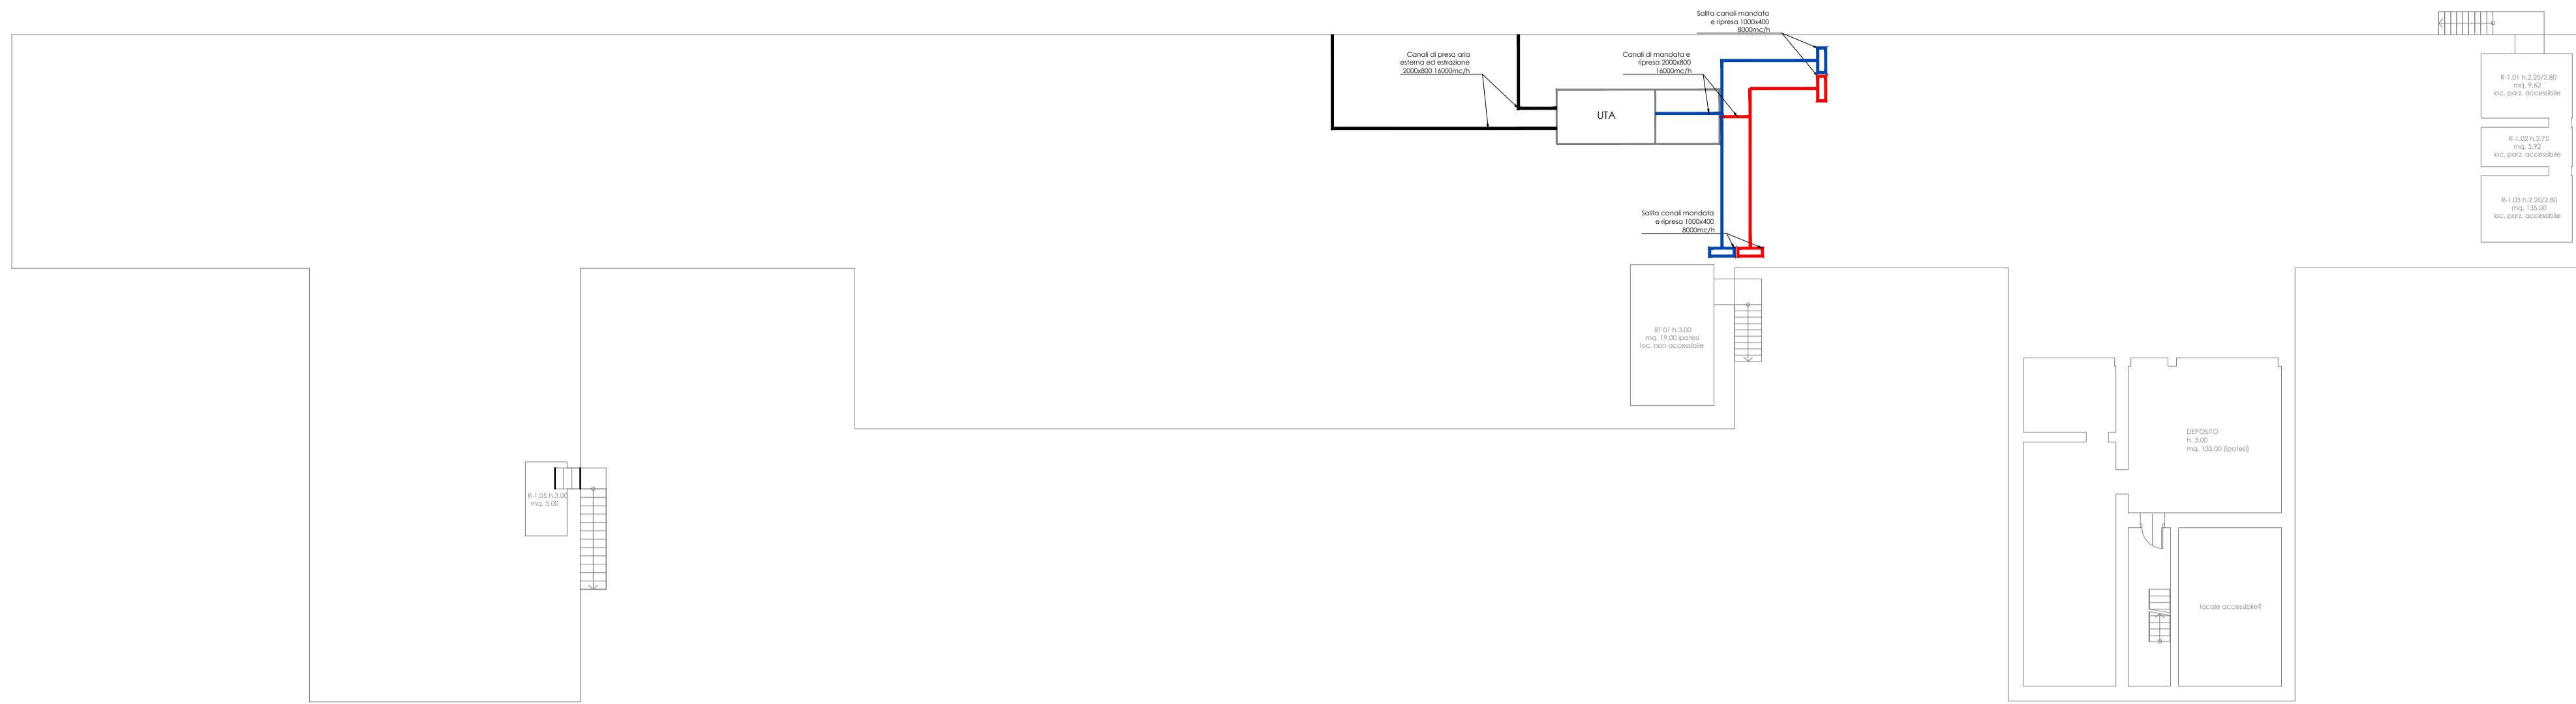 Salita canali mandata
e ripresa 1000x400
8000mc/h
Canali di presa aria
esterna ed estrazione
2000x800 16000mc/h
Canali di mandata e
ripresa 2000x800
16000mc/h
UTA
R-1.01 h.2.20/2.80
mq. 9.62
loc. parz. accessibile
R-1.02 h.2.75
mq. 5.92
loc. parz. accessibile
R-1.03 h.2.20/2.80
mq. 135.00
loc. parz. accessibile
Salita canali mandata
e ripresa 1000x400
8000mc/h
RT 01 h.3.00
mq. 19.00 ipotesi
loc. non accessibile
DEPOSITO
h. 3.00
mq. 135.00 (ipotesi)
R-1.05 h.3.00
mq. 5.00
locale accessibile?